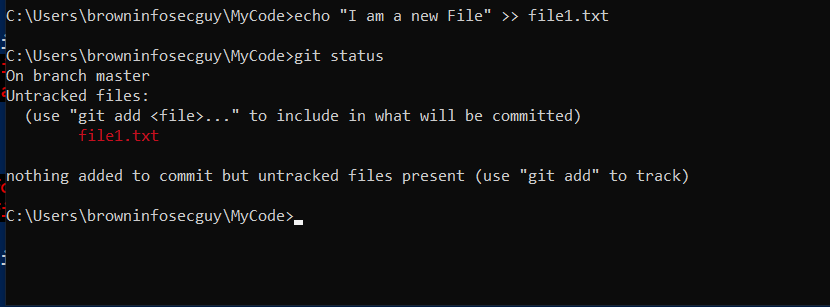 C:\Users\browninfosecguy\MyCode>echo "I am a new File" >> file1.txt
C:\Users\browninfosecguy\MyCode>git status
On branch master
Untracked files:
  (use "git add <file>..." to include in what will be committed)
        file1.txt
nothing added to commit but untracked files present (use "git add" to track)
C:\Users\browninfosecguy\MyCode>